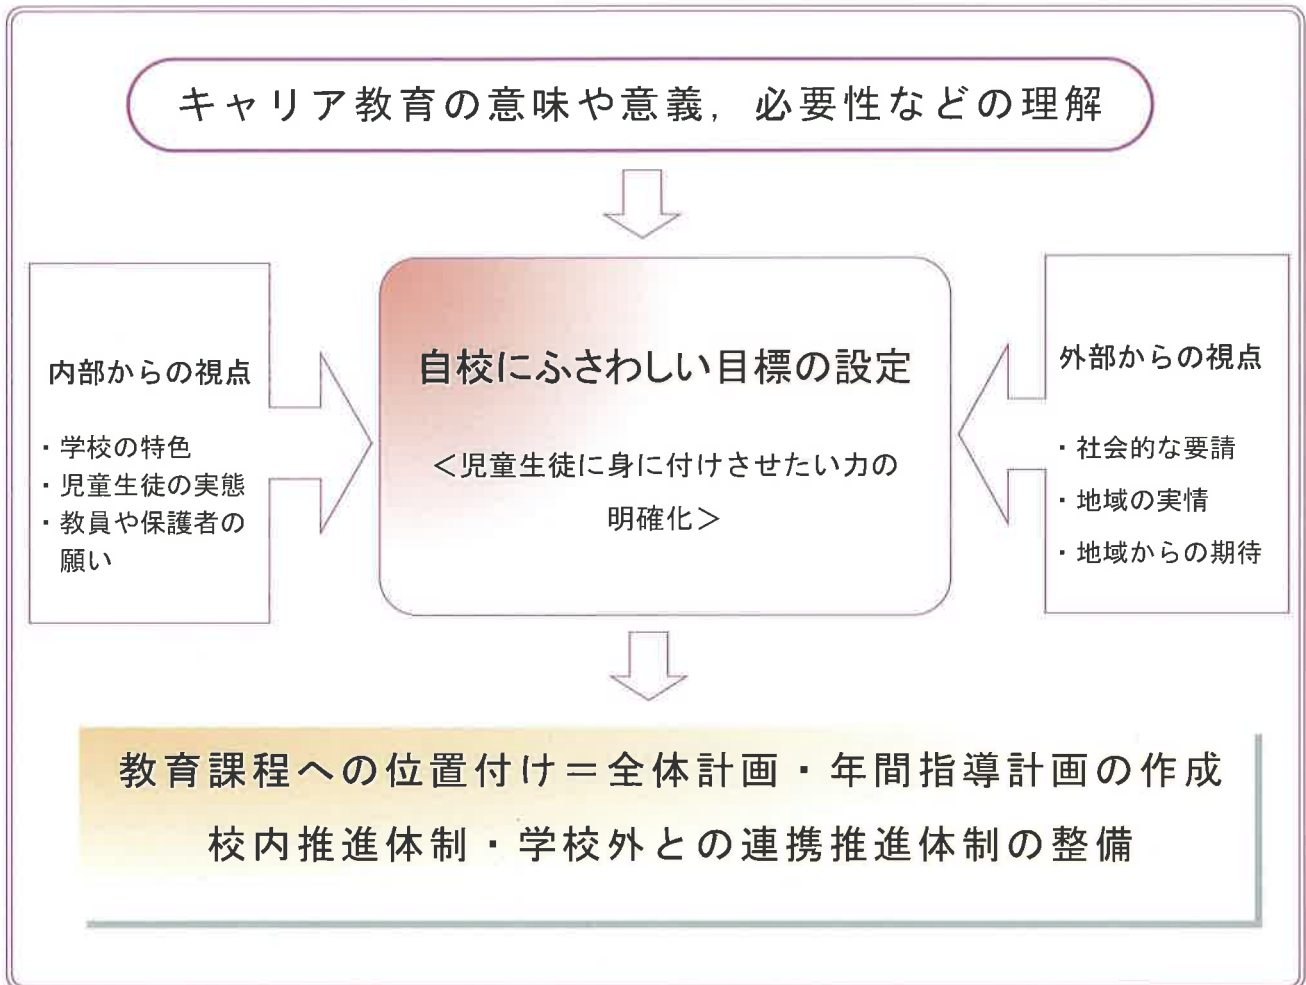 キャリア教育の意味や意義，必要性などの理解
内部からの視点
・学校の特色
・児童生徒の実態
・教員や保護者の
願い
自校にふさわしい目標の設定
＜児童生徒に身に付けさせたい力の
明確化＞
外部からの視点
・社会的な要請
・地域の実情
・地域からの期待
教育課程への位置付け＝全体計画・年間指導計画の作成
校内推進体制・学校外との連携推進体制の整備